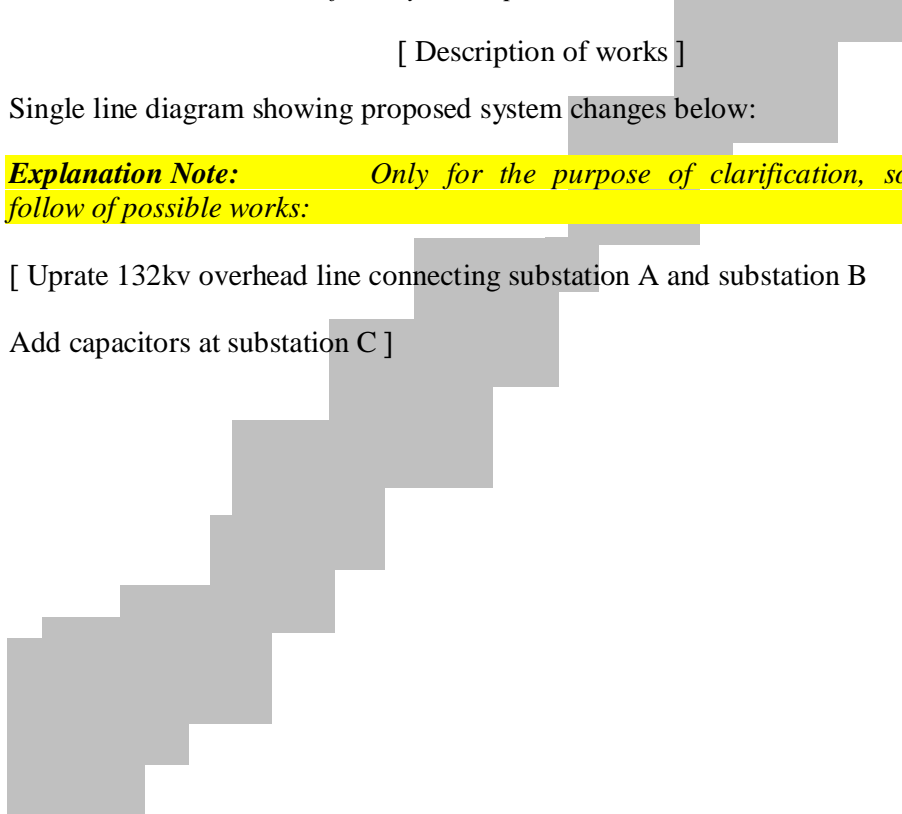 [ Description of works ]
Single line diagram showing proposed system changes below:
Explanation Note: Only for the purpose of clarification,
follow of possible works:
[ Uprate 132kv overhead line connecting substation A and substation B
Add capacitors at substation C ]